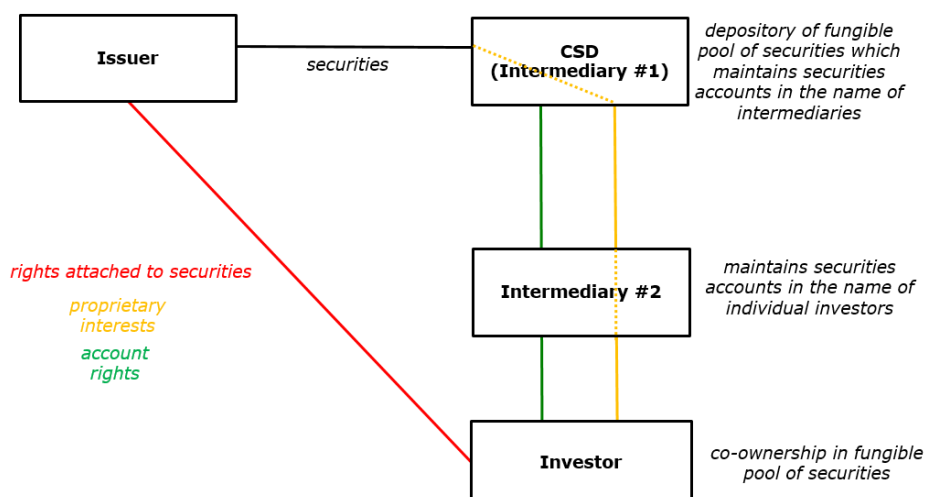 Issuer
securities
CSD
(Intermediary #1)
depository of fungible
pool of securities which
maintains securities
accounts in the name of
intermediaries
rights attached to securities
proprietary
interests
account
rights
Intermediary #2
maintains securities
accounts in the name of
individual investors
Investor
co-ownership in fungible
pool of securities